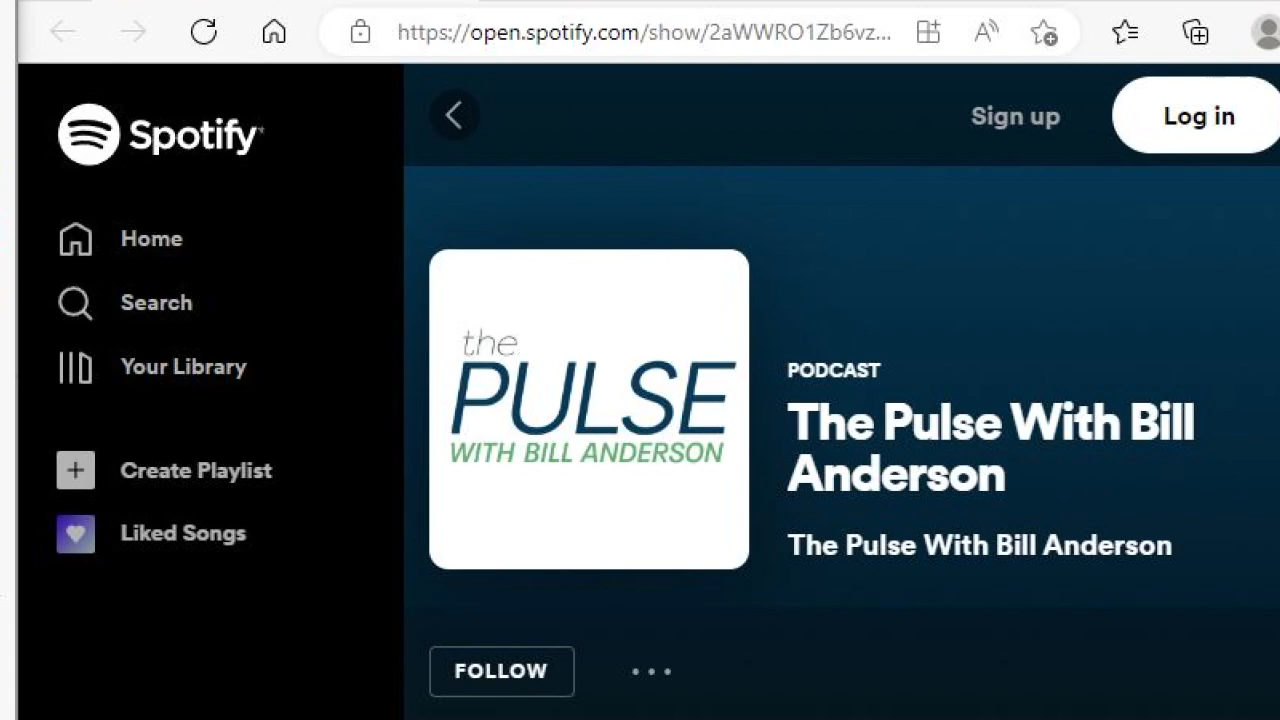 https://open.spotify.com/show/2aWWRO1Zb6vz...
Spotify
Sign up
Log in
Home
Search
Your Library
Create Playlist
Liked Songs
the
PULSE
WITH BILL ANDERSON
PODCAST
The Pulse With Bill
Anderson
The Pulse With Bill Anderson
FOLLOW